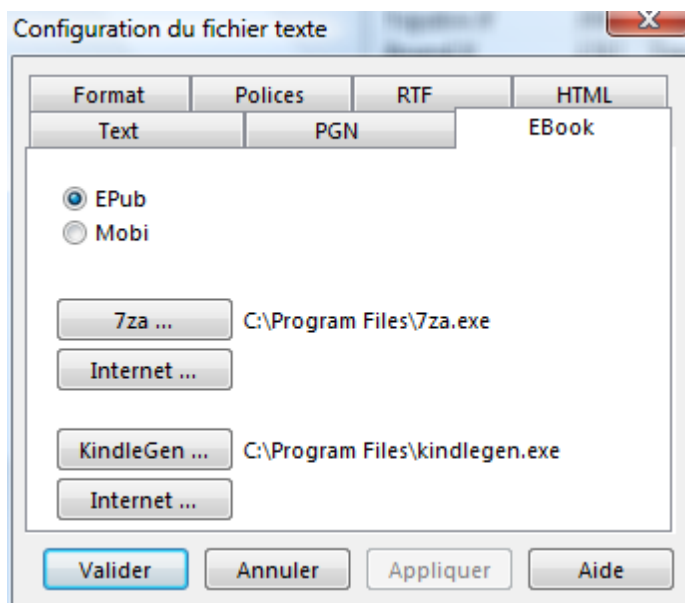 Configuration du fichier texte
Format Polices RTF HTML
Text PGN EBook
EPub
Mobi
7za ... C:\Program Files\7za.exe
Internet ...
KindleGen ... C:\Program Files\kindlegen.exe
Internet ...
Valider Annuler Appliquer Aide